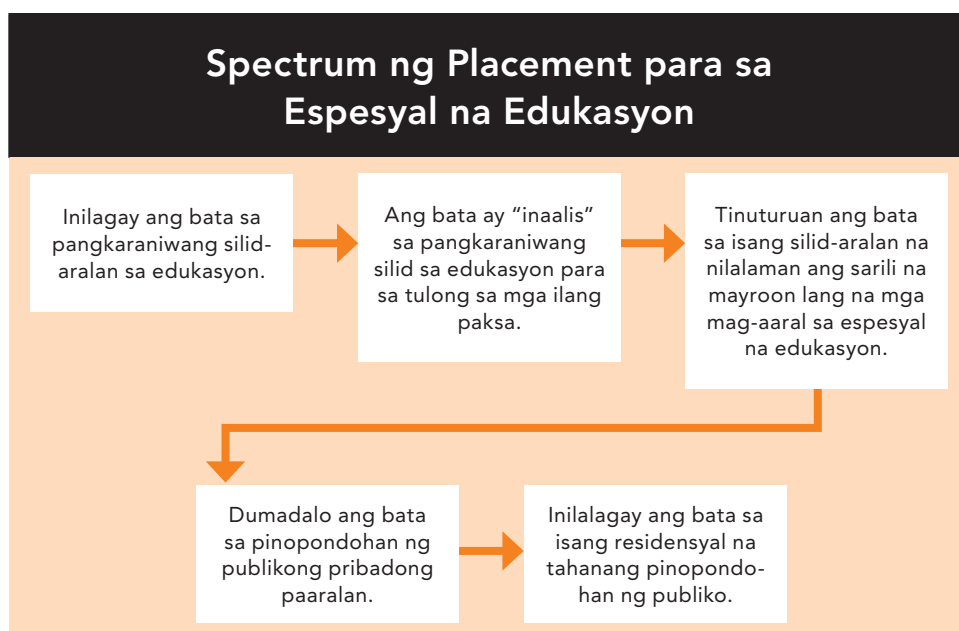 Spectrum ng Placement para sa
Espesyal na Edukasyon
Inilagay ang bata sa
pangkaraniwang silid-
aralan sa edukasyon.
Ang bata ay “inaalis”
sa pangkaraniwang
silid sa edukasyon para
sa tulong sa mga ilang
paksa.
Tinuturuan ang bata
sa isang silid-aralan na
nilalaman ang sarili na
mayroon lang na mga
mag-aaral sa espesyal
na edukasyon.
Dumadalo ang bata
sa pinopondohan ng
publikong pribadong
paaralan.
Inilalagay ang bata sa
isang residensyal na
tahanang pinopondo-
han ng publiko.